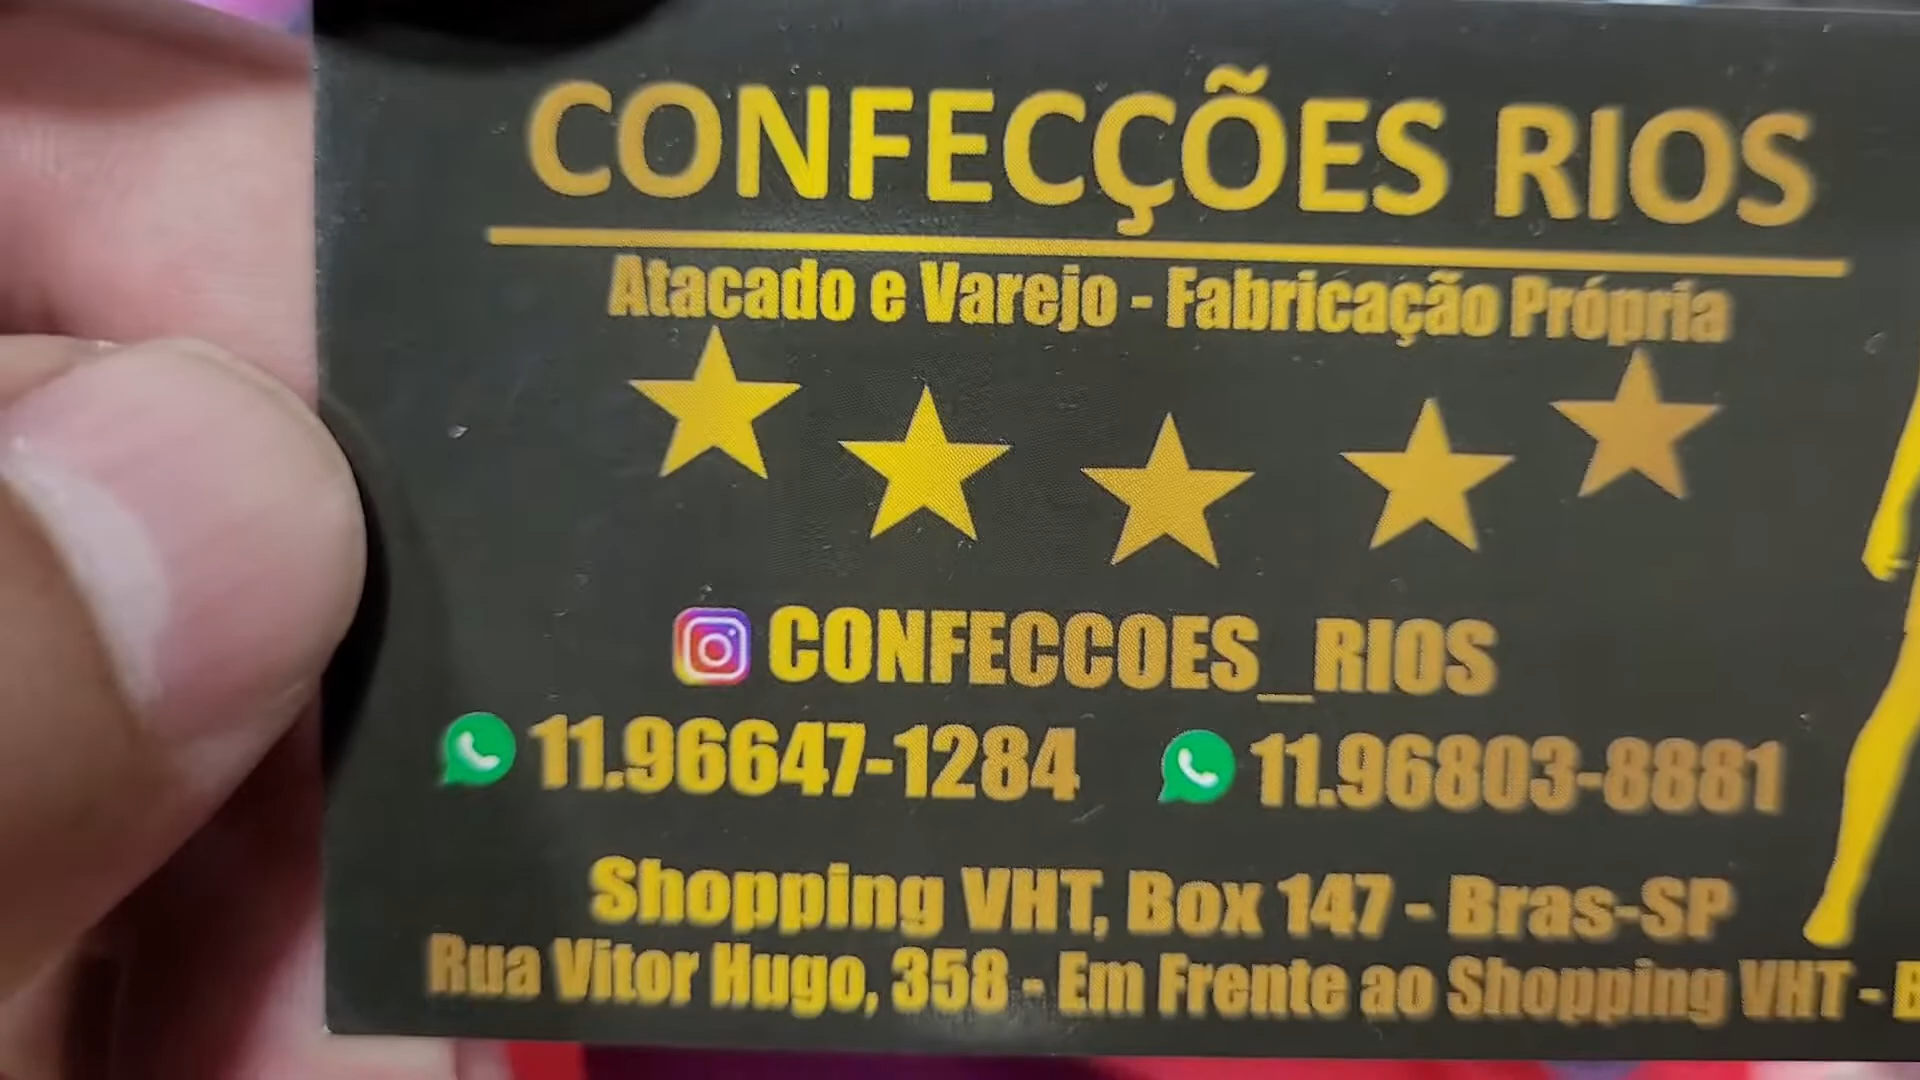 CONFECÇÕES RIOS
Atacado e Varejo - Fabricação Própria
CONFECCOES_RIOS
11.96647-1284 11.96803-8881
Shopping VHT, Box 147 - Bras-SP
Rua Vitor Hugo, 358 - Em Frente ao Shopping VHT -